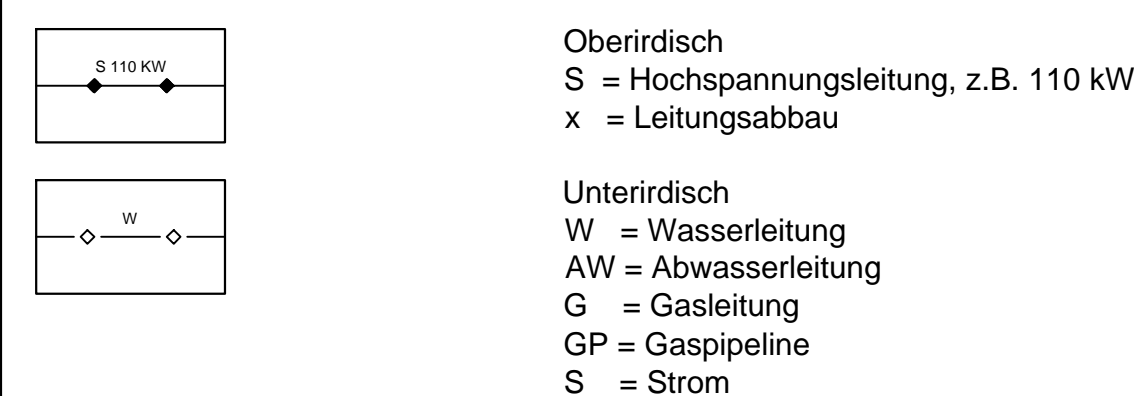 S 110 KW
Oberirdisch
S = Hochspannungsleitung, z.B. 110 kW
x = Leitungsabbau
W
Unterirdisch
W = Wasserleitung
AW = Abwasserleitung
G = Gasleitung
GP = Gaspipeline
S = Strom